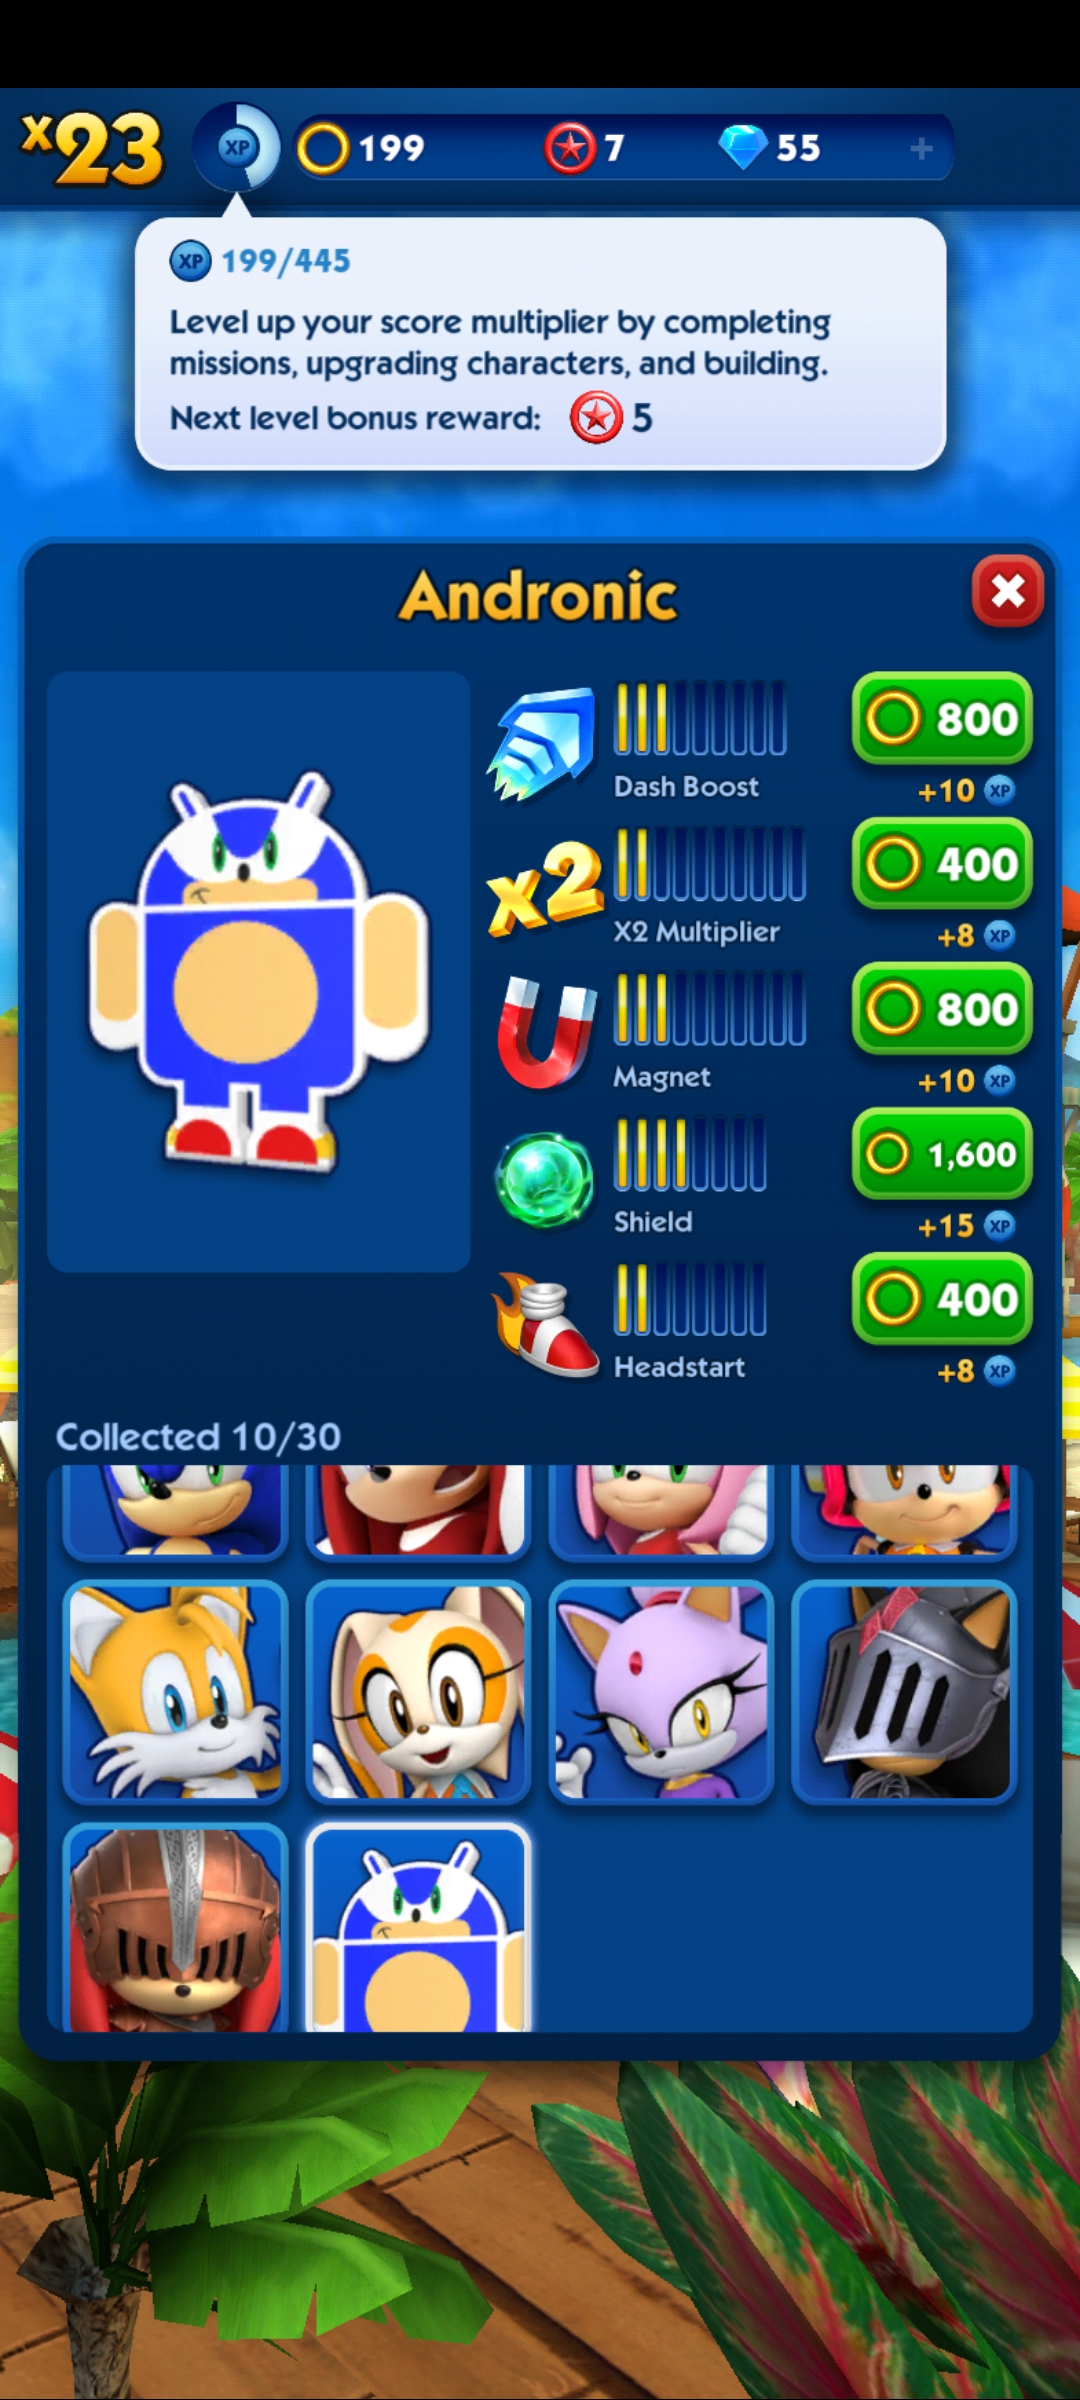 x23
XP
199
7
55
+
XP 199/445
Level up your score multiplier by completing
missions, upgrading characters, and building.
Next level bonus reward: 5
Andronic
800
Dash Boost
+10 XP
x2
400
X2 Multiplier
+8 XP
800
Magnet
+10 XP
1,600
Shield
+15 XP
400
Headstart
+8 XP
Collected 10/30